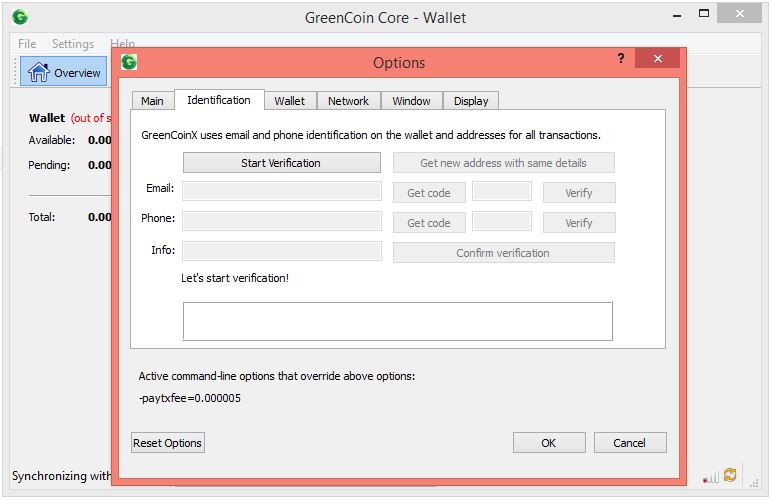 GreenCoin Core - Wallet
File Settings Help
Options
?
Overview
Main Identification Wallet Network Window Display
Wallet (out of s
GreenCoinX uses email and phone identification on the wallet and addresses for all transactions.
Available: 0.00
Start Verification Get new address with same details
Pending: 0.00
Email: Get code Verify
Phone: Get code Verify
Total: 0.00
Info: Confirm verification
Let's start verification!
Active command-line options that override above options:
-paytxfee=0.000005
Reset Options OK Cancel
Synchronizing with